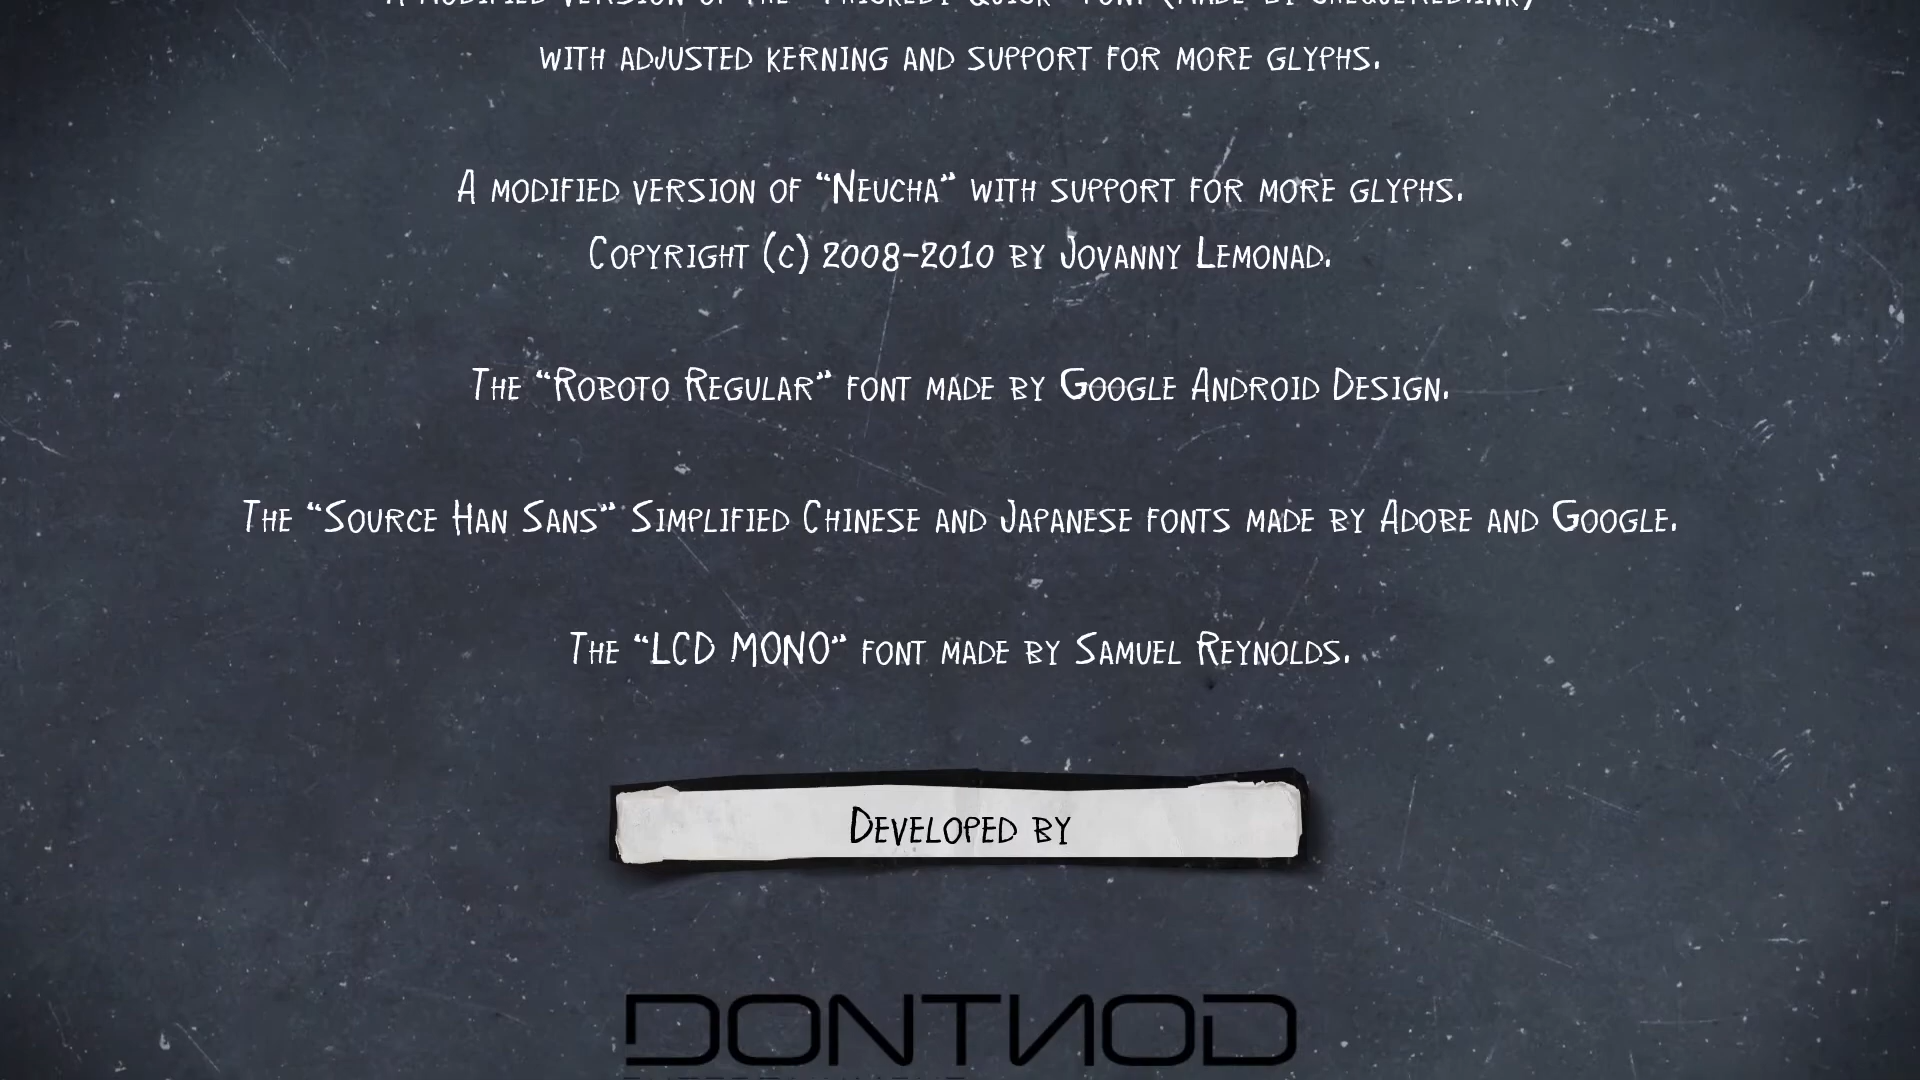 with adjusted kerning and support for more glyphs.
A modified version of “Neucha” with support for more glyphs.
Copyright (c) 2008-2010 by Jovanny Lemonad.
The “Roboto Regular” font made by Google Android Design.
The “Source Han Sans” Simplified Chinese and Japanese fonts made by Adobe and Google.
The “LCD MONO” font made by Samuel Reynolds.
Developed by
DONTNOD